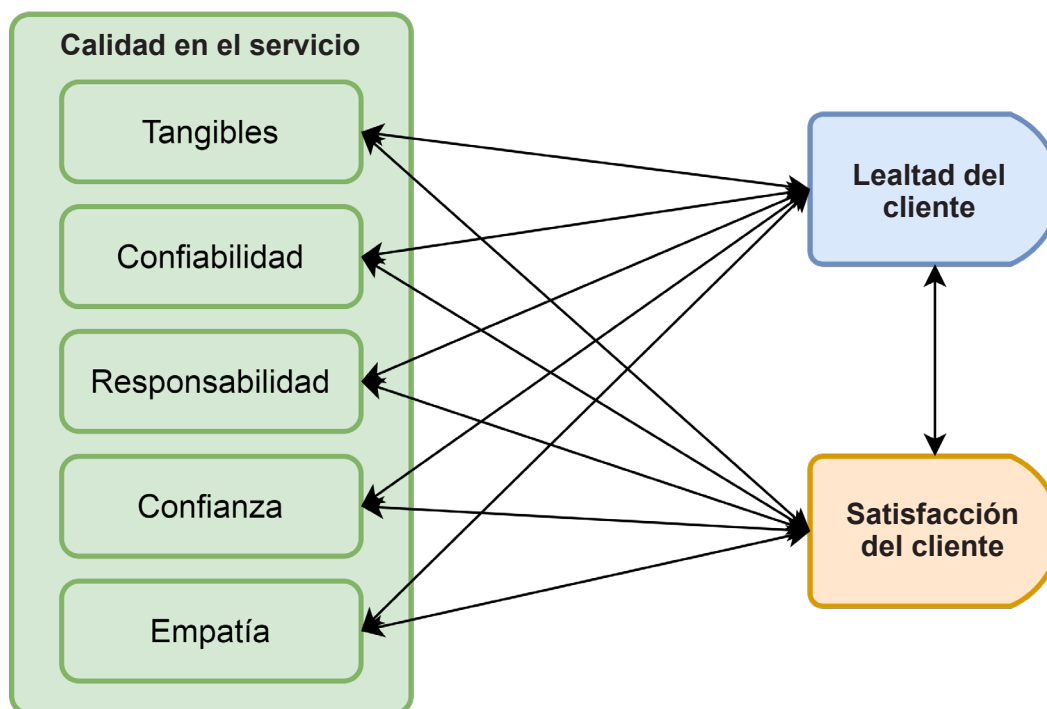 Calidad en el servicio
Tangibles
Confiabilidad
Responsabilidad
Confianza
Empatía
Lealtad del
cliente
Satisfacción
del cliente